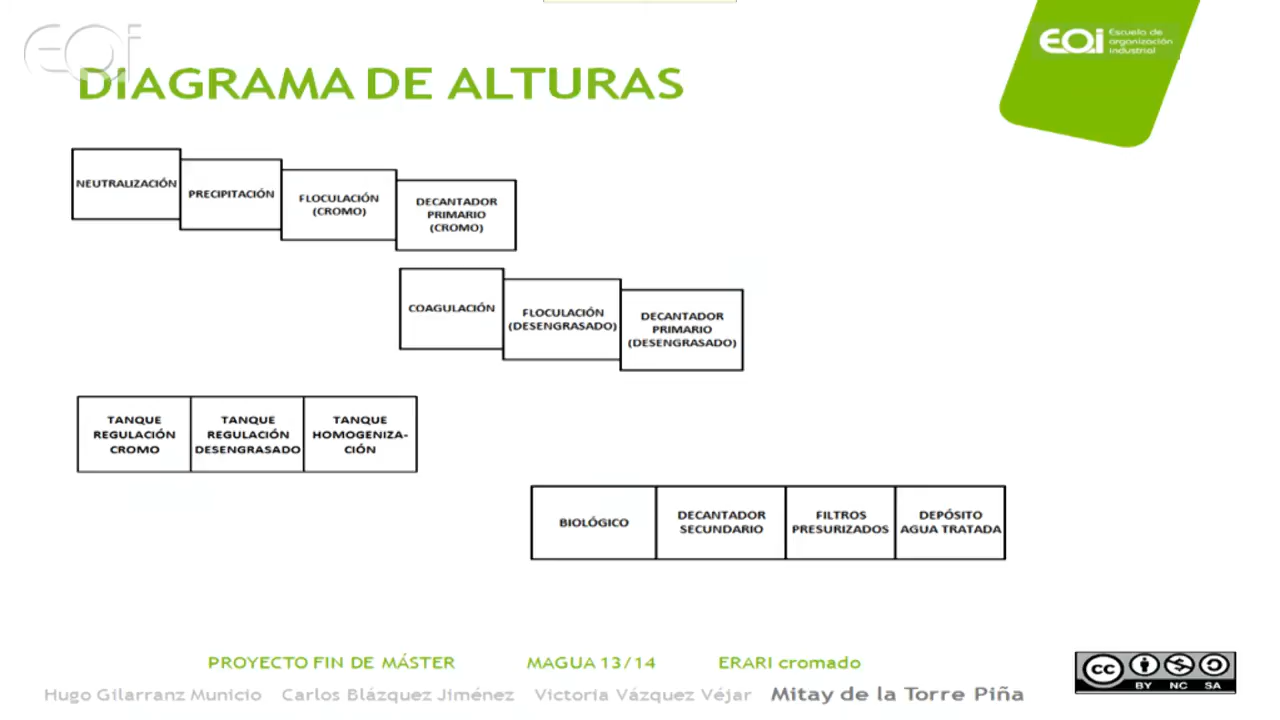 EOi
EOi Escuela de
organización
industrial
DIAGRAMA DE ALTURAS
NEUTRALIZACIÓN
PRECIPITACIÓN
FLOCULACIÓN
(CROMO)
DECANTADOR
PRIMARIO
(CROMO)
COAGULACIÓN
FLOCULACIÓN
(DESENGRASADO)
DECANTADOR
PRIMARIO
(DESENGRASADO)
TANQUE
REGULACIÓN
CROMO
TANQUE
REGULACIÓN
DESENGRASADO
TANQUE
HOMOGENIZA-
CIÓN
BIOLÓGICO
DECANTADOR
SECUNDARIO
FILTROS
PRESURIZADOS
DEPÓSITO
AGUA TRATADA
PROYECTO FIN DE MÁSTER MAGUA 13/14 ERARI cromado
Hugo Gilarranz Municio Carlos Blázquez Jiménez Victoria Vázquez Véjar Mitay de la Torre Piña
cc
BY NC SA